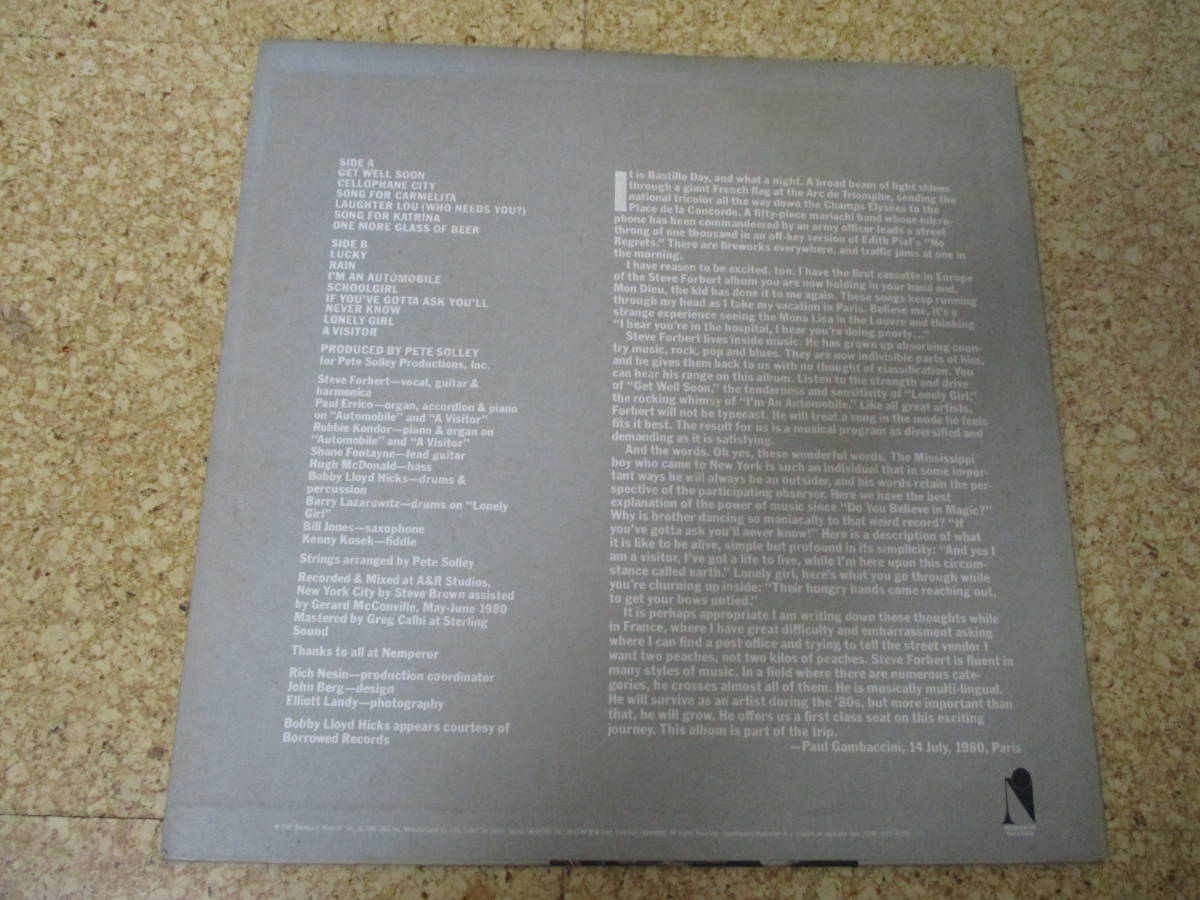 SIDE A
GET WELL SOON
CELLOPHANE CITY
SONG FOR CARMELITA
LAUGHTER LOU (WHO NEEDS YOU?)
SONG FOR KATRINA
ONE MORE GLASS OF BEER
SIDE B
LUCKY
RAIN
I'M AN AUTOMOBILE
SCHOOLGIRL
IF YOU'VE GOTTA ASK YOU'LL
NEVER KNOW
LONELY GIRL
A VISITOR
PRODUCED BY PETE SOLLEY
for Pete Solley Productions, Inc.
Steve Forbert—vocal, guitar &
harmonica
Paul Errico—organ, accordion & piano
on "Automobile" and "A Visitor"
Robbie Kondor—piano & organ on
"Automobile" and "A Visitor"
Shane Fontayne—lead guitar
Hugh McDonald—bass
Bobby Lloyd Hicks—drums &
percussion
Barry Lazarowitz—drums on "Lonely
Girl"
Bill Jones—saxophone
Kenny Kosek—fiddle
Strings arranged by Pete Solley
Recorded & Mixed at A&R Studios,
New York City by Steve Brown assisted
by Gerard McConville, May-June 1980
Mastered by Greg Calhi at Sterling
Sound
Thanks to all at Nemperor
Rich Nesin—production coordinator
John Berg—design
Elliott Landy—photography
Bobby Lloyd Hicks appears courtesy of
Borrowed Records
It is Bastille Day, and what a night. A broad beam of light shines
through a giant French flag at the Arc de Triomphe, sending the
national tricolor all the way down the Champs Elysees to the
Place de la Concorde. A fifty-piece mariachi band whose micro-
phone has been commandeered by an army officer leads a street
throng of one thousand in an off-key version of Edith Piaf's "No
Regrets." There are fireworks everywhere, and traffic jams at one in
the morning.
I have reason to be excited, too. I have the first cassette in Europe
of the Steve Forbert album you are now holding in your hand and,
Mon Dieu, the kid has done it to me again. These songs keep running
through my head as I take my vacation in Paris. Believe me, it's a
strange experience seeing the Mona Lisa in the Louvre and thinking
"I hear you're in the hospital, I hear you're doing poorly..."
Steve Forbert lives inside music. He has grown up absorbing coun-
try music, rock, pop and blues. They are now indivisible parts of him,
and he gives them back to us with no thought of classification. You
can hear his range on this album. Listen to the strength and drive
of "Get Well Soon," the tenderness and sensitivity of "Lonely Girl,"
the rocking whimsy of "I'm An Automobile." Like all great artists,
Forbert will not be typecast. He will treat a song in the mode he feels
fits it best. The result for us is a musical program as diversified and
demanding as it is satisfying.
And the words. Oh yes, these wonderful words. The Mississippi
boy who came to New York is such an individual that in some impor-
tant ways he will always be an outsider, and his words retain the per-
spective of the participating observer. Here we have the best
explanation of the power of music since "Do You Believe in Magic?"
Why is brother dancing so maniacally to that weird record? "If
you've gotta ask you'll never know!" Here is a description of what
it is like to be alive, simple but profound in its simplicity: "And yes I
am a visitor, I've got a life to live, while I'm here upon this circum-
stance called earth." Lonely girl, here's what you go through while
you're churning up inside: "Their hungry hands come reaching out,
to get your bows untied."
It is perhaps appropriate I am writing down these thoughts while
in France, where I have great difficulty and embarrassment asking
where I can find a post office and trying to tell the street vendor I
want two peaches, not two kilos of peaches. Steve Forbert is fluent in
many styles of music. In a field where there are numerous cate-
gories, he crosses almost all of them. He is musically multi-lingual.
He will survive as an artist during the '80s, but more important than
that, he will grow. He offers us a first class seat on this exciting
journey. This album is part of the trip.
—Paul Gambaccini, 14 July, 1980, Paris